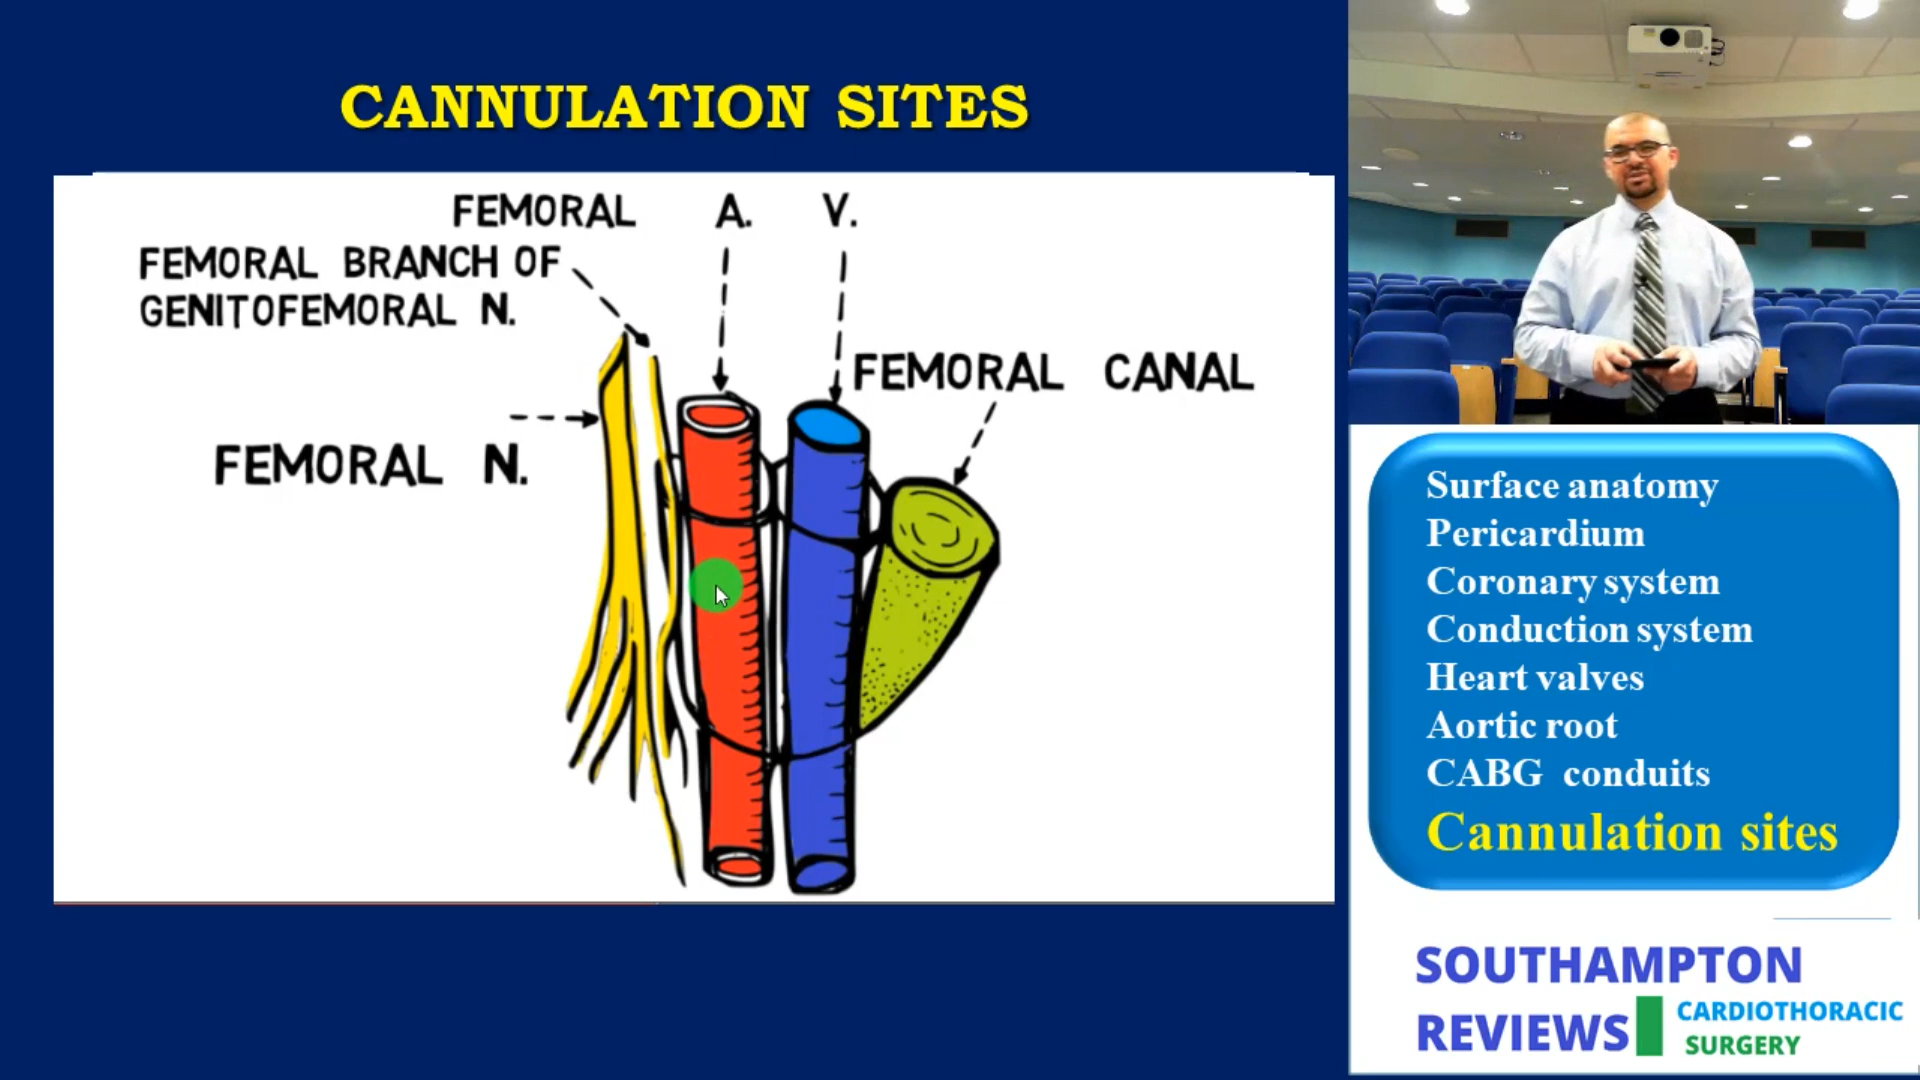 CANNULATION SITES
FEMORAL A. V.
FEMORAL BRANCH OF
GENITOFEMORAL N.
FEMORAL CANAL
FEMORAL N.
Surface anatomy
Pericardium
Coronary system
Conduction system
Heart valves
Aortic root
CABG conduits
Cannulation sites
SOUTHAMPTON
REVIEWS CARDIOTHORACIC
SURGERY